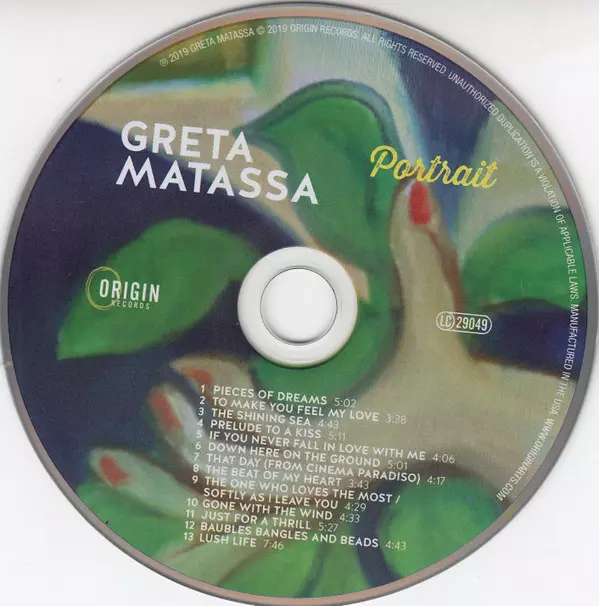 ℗ 2019 GRETA MATASSA © 2019 ORIGIN RECORDS. ALL RIGHTS RESERVED. UNAUTHORIZED DUPLICATION IS A VIOLATION OF APPLICABLE LAWS. MANUFACTURED IN THE USA. WWW.ORIGINARTS.COM
GRETA
MATASSA
Portrait
ORIGIN
RECORDS
LC 29049
1 PIECES OF DREAMS 5:02
2 TO MAKE YOU FEEL MY LOVE 3:38
3 THE SHINING SEA 4:43
4 PRELUDE TO A KISS 5:11
5 IF YOU NEVER FALL IN LOVE WITH ME 4:06
6 DOWN HERE ON THE GROUND 5:01
7 THAT DAY (FROM CINEMA PARADISO) 4:17
8 THE BEAT OF MY HEART 3:43
9 THE ONE WHO LOVES THE MOST /
SOFTLY AS I LEAVE YOU 4:29
10 GONE WITH THE WIND 4:33
11 JUST FOR A THRILL 5:27
12 BAUBLES BANGLES AND BEADS 4:43
13 LUSH LIFE 7:46